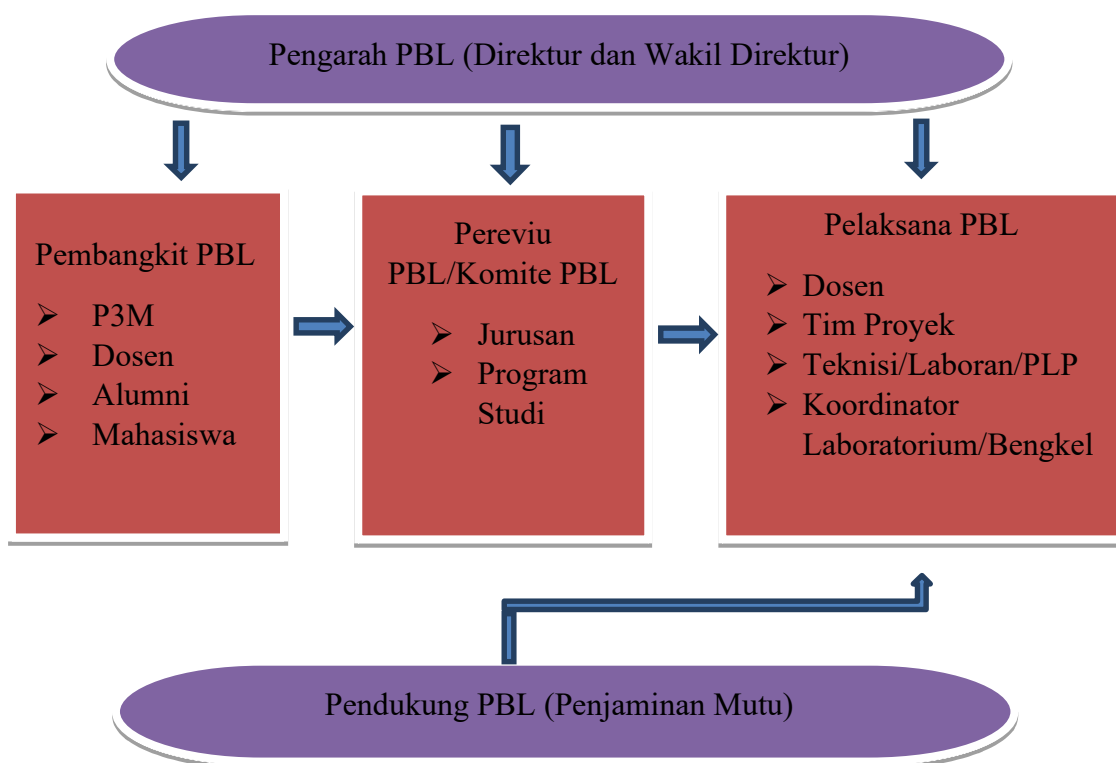 Pengarah PBL (Direktur dan Wakil Direktur)
Pembangkit PBL
➢ P3M
➢ Dosen
➢ Alumni
➢ Mahasiswa
Pereviu
PBL/Komite PBL
➢ Jurusan
➢ Program
Studi
Pelaksana PBL
➢ Dosen
➢ Tim Proyek
➢ Teknisi/Laboran/PLP
➢ Koordinator
Laboratorium/Bengkel
Pendukung PBL (Penjaminan Mutu)